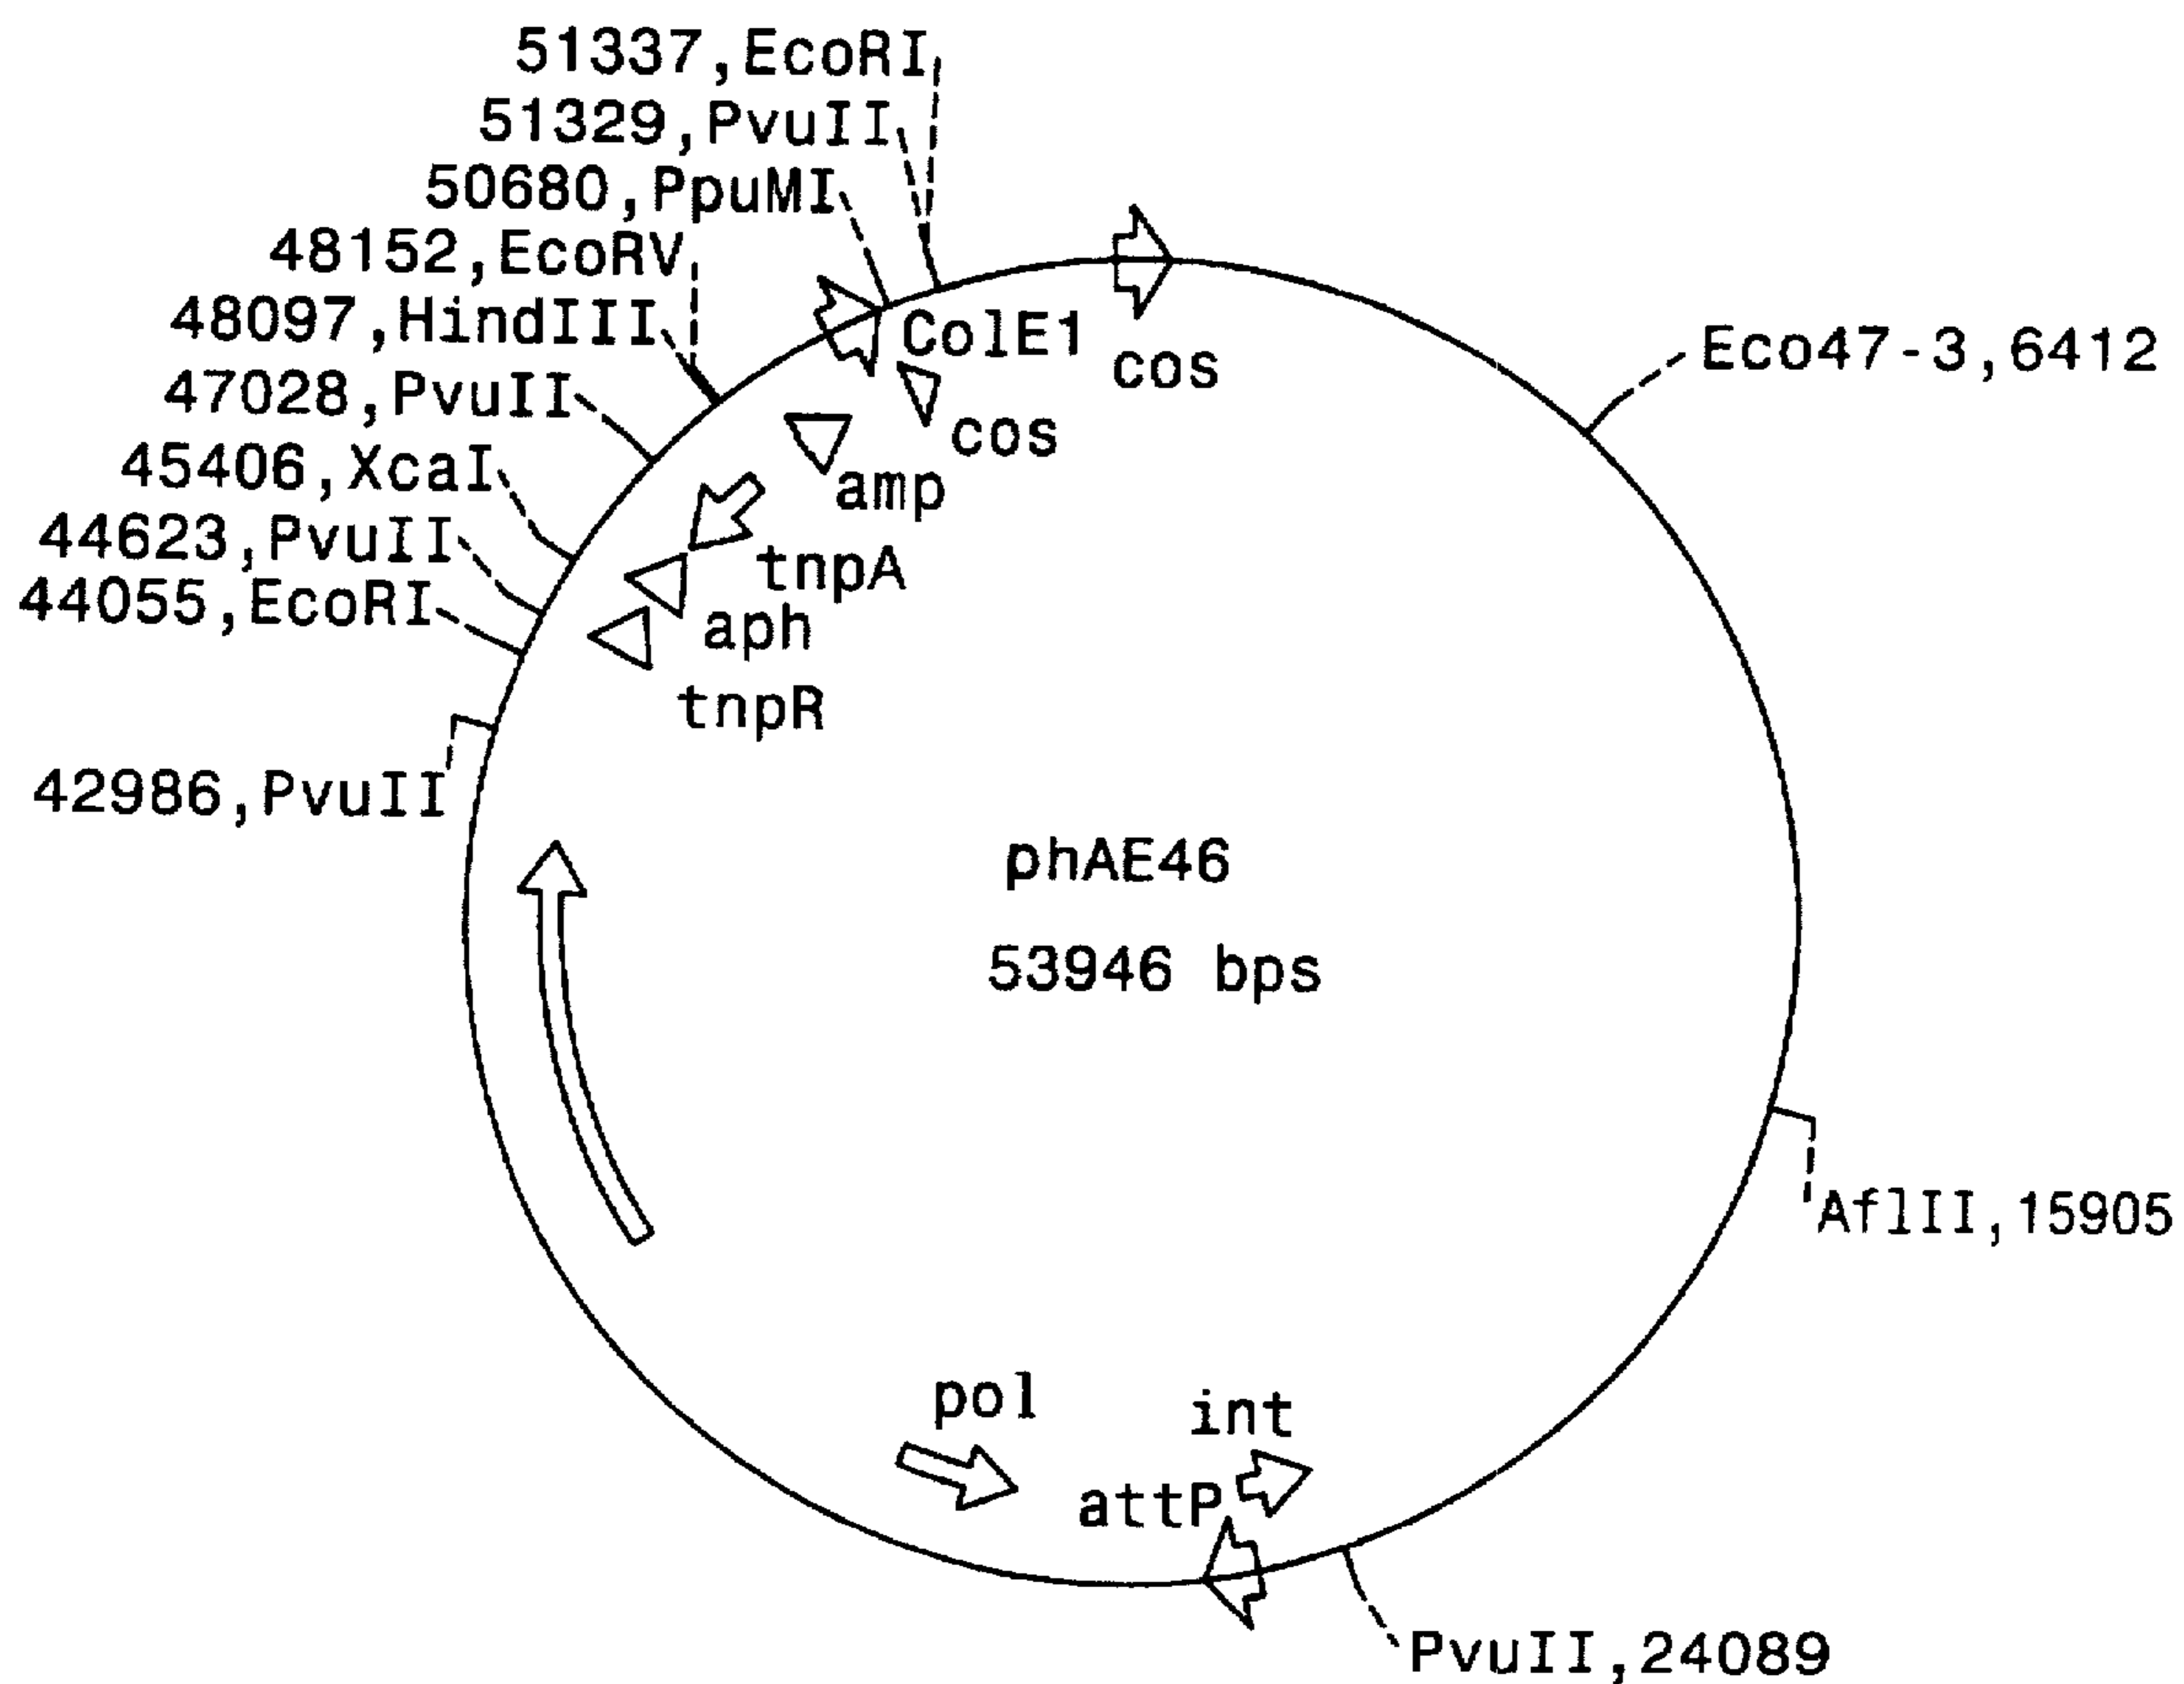 51337,EcoRI
51329,PvuII
50680,PpuMI
48152,EcoRV
48097,HindIII
47028,PvuII
45406,XcaI
44623,PvuII
44055,EcoRI
42986,PvuII
ColE1
cos
cos
amp
tnpA
aph
tnpR
Eco47-3,6412
phAE46
53946 bps
AflII,15905
pol
int
attP
PvuII,24089